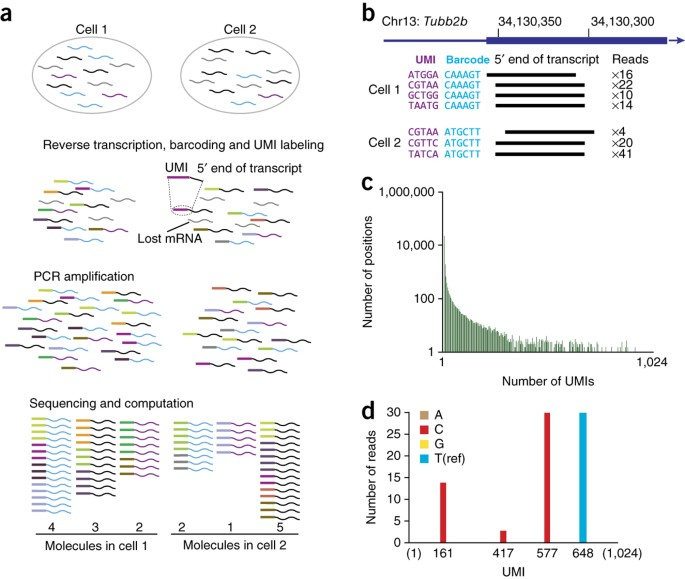 a
Cell 1 Cell 2
Reverse transcription, barcoding and UMI labeling
UMI 5′ end of transcript
Lost mRNA
PCR amplification
Sequencing and computation
4 3 2 2 1 5
Molecules in cell 1 Molecules in cell 2
b
Chr13: Tubb2b 34,130,350 34,130,300
UMI Barcode 5′ end of transcript Reads
Cell 1
ATGGA CAAAGT ×16
CGTAA CAAAGT ×22
GCTGG CAAAGT ×10
TAATG CAAAGT ×14
Cell 2
CGTAA ATGCTT ×4
CGTTC ATGCTT ×20
TATCA ATGCTT ×41
c
Number of positions
1,000,000
10,000
100
1
1 1,024
Number of UMIs
d
Number of reads
30
25
20
15
10
5
0
A
C
G
T(ref)
(1) 161 417 577 648 (1,024)
UMI